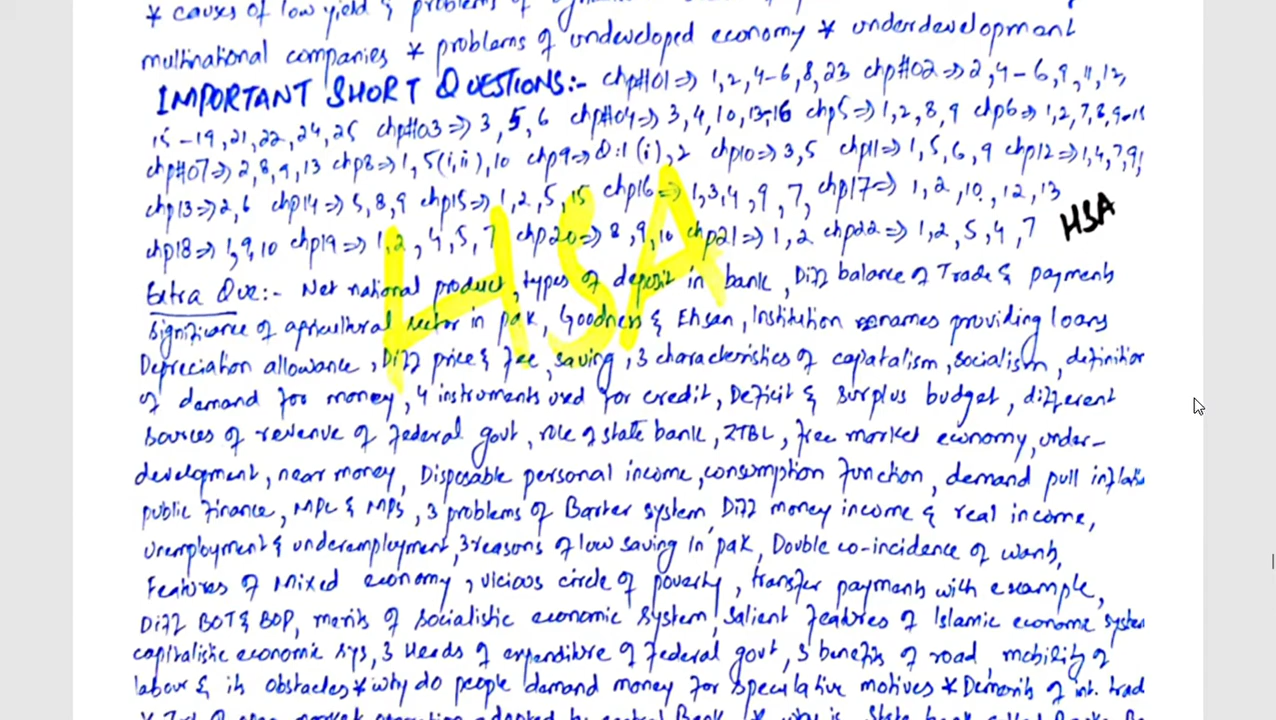 * causes of low yield & problems of
multinational companies * problems of undeveloped economy * underdevelopment
IMPORTANT SHORT QUESTIONS:- chp#01=> 1,2,4-6,8,23 chp#02=> 2,4-6,9,11,12,
15-19,21,22,24,25 chp#03=> 3,5,6 chp#04=> 3,4,10,13-16 chp5=> 1,2,8,9 chp6=> 1,2,7,8,9-15
chp#07=> 2,8,9,13 chp8=> 1,5(i,ii),10 chp9=> Q:1 (i),2 chp10=> 3,5 chp11=> 1,5,6,9 chp12=> 1,4,7,9,
chp13=> 2,6 chp14=> 5,8,9 chp15=> 1,2,5,15 chp16=> 1,3,4,9,7, chp17=> 1,2,10,12,13
chp18=> 1,9,10 chp19=> 1,2,4,5,7 chp20=> 8,9,10 chp21=> 1,2 chp22=> 1,2,5,4,7 HSA
HSA
Extra Que:- Net national product, types of deposit in bank, Diff balance of Trade & payments
significance of agricultural sector in pak, Goodness & Ehsan, Institution names providing loans
Depreciation allowance, Diff price & fee, saving, 3 characteristics of capatalism, socialism, definition
of demand for money, 4 instruments used for credit, Deficit & surplus budget, different
sources of revenue of federal govt, role of state bank, ZTBL, free market economy, under-
development, near money, Disposable personal income, consumption function, demand pull inflatio
public finance, MPC & MPS, 3 problems of Barter system Diff money income & real income,
Unemployment & underemployment, 3 reasons of low saving in pak, Double co-incidence of wants,
Features of Mixed economy, vicious circle of poverty, transfer payments with example,
Diff BOT & BOP, merits of socialistic economic system, salient features of Islamic economic system
capitalistic economic sys, 3 Heads of expenditure of federal govt, 3 benefits of road, mobility of
labour & its obstacles * why do people demand money for speculative motives * Demerits of int. trad